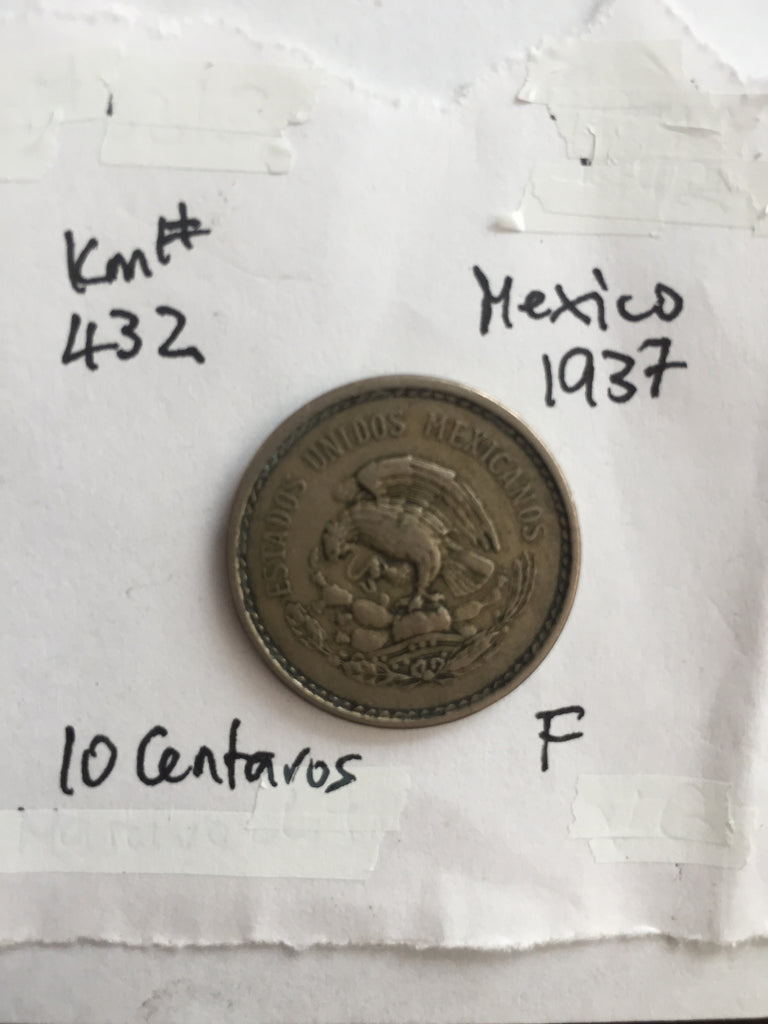 Km#
432
Mexico
1937
ESTADOS UNIDOS MEXICANOS
10 Centavos
F